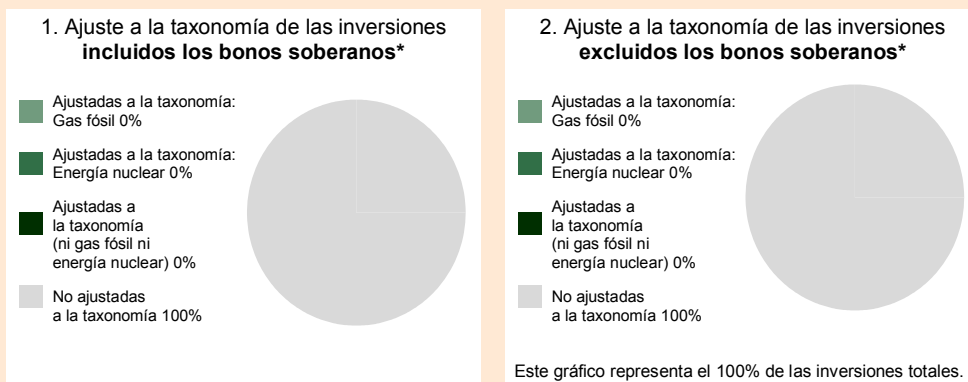 1. Ajuste a la taxonomía de las inversiones
incluidos los bonos soberanos*
Ajustadas a la taxonomía:
Gas fósil 0%
Ajustadas a la taxonomía:
Energía nuclear 0%
Ajustadas a
la taxonomía
(ni gas fósil ni
energía nuclear) 0%
No ajustadas
a la taxonomía 100%
2. Ajuste a la taxonomía de las inversiones
excluidos los bonos soberanos*
Ajustadas a la taxonomía:
Gas fósil 0%
Ajustadas a la taxonomía:
Energía nuclear 0%
Ajustadas a
la taxonomía
(ni gas fósil ni
energía nuclear) 0%
No ajustadas
a la taxonomía 100%
Este gráfico representa el 100% de las inversiones totales.